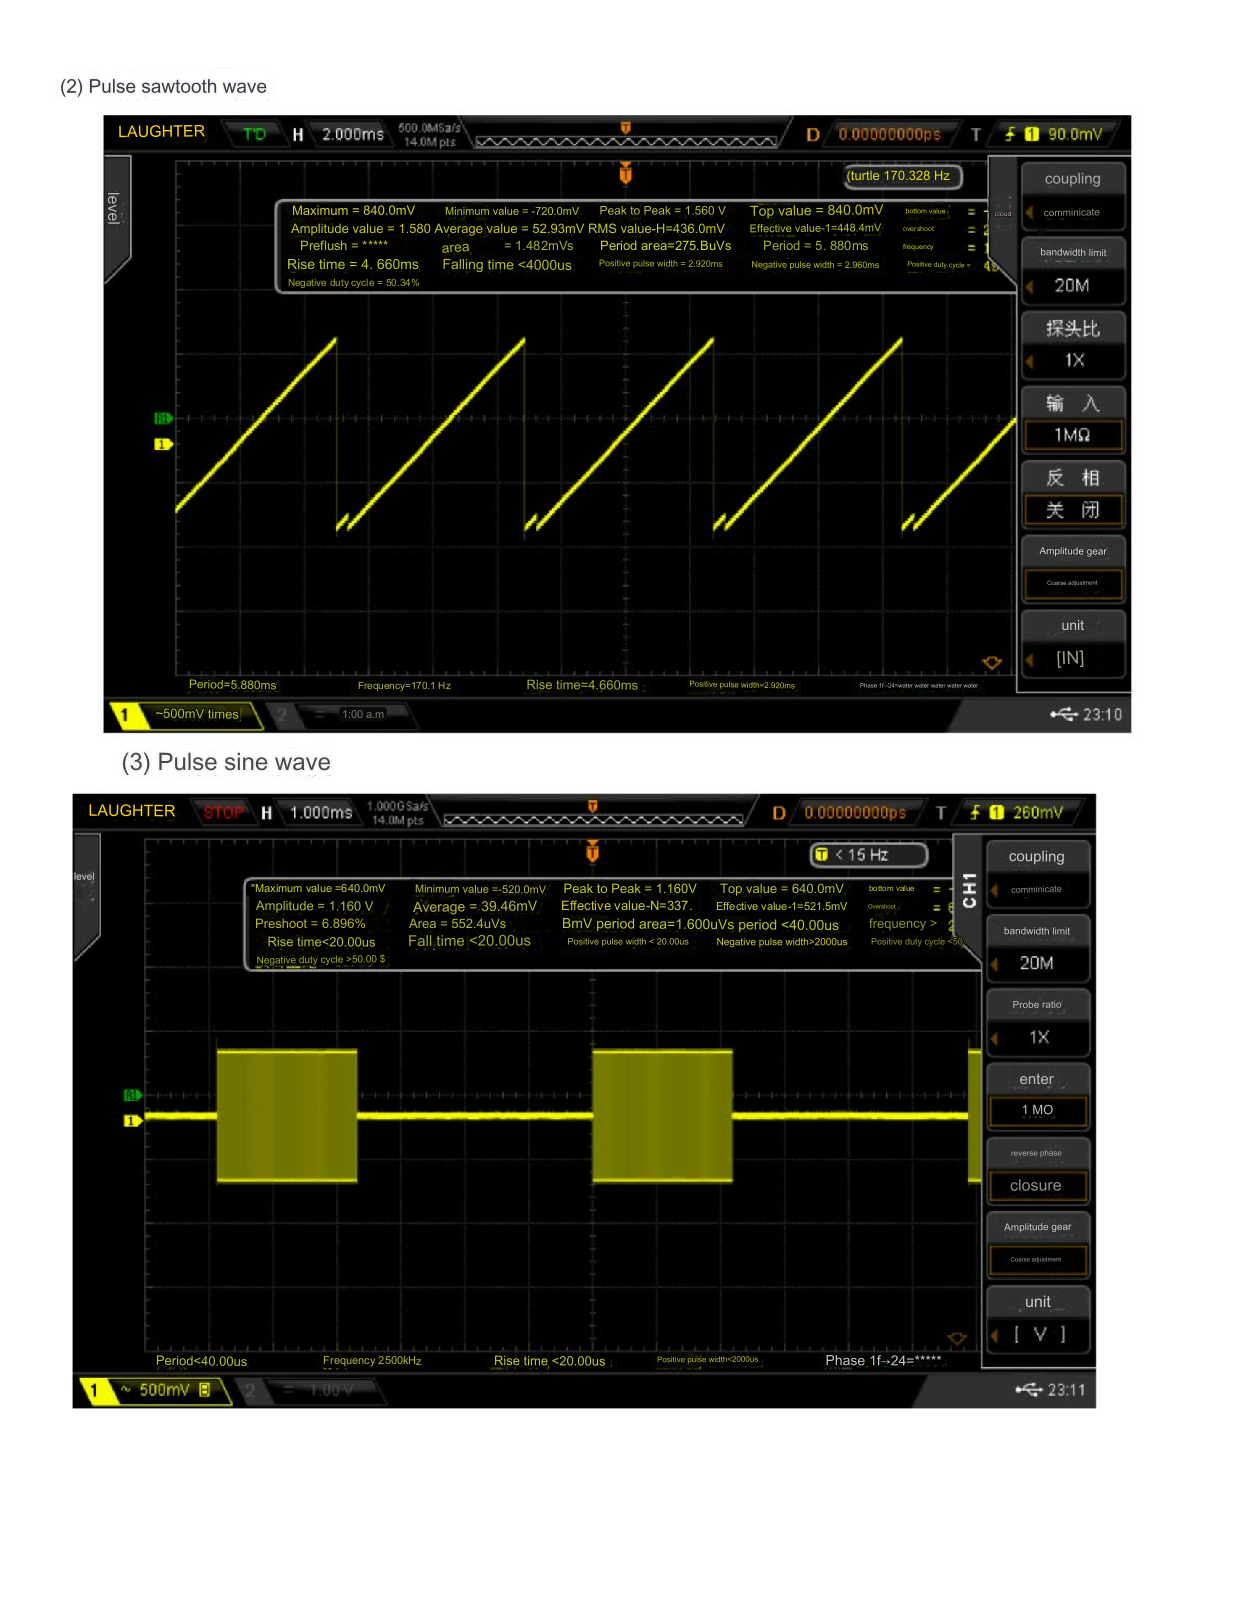 (2) Pulse sawtooth wave
LAUGHTER T'D H 2.000ms 500.0MSa/s 14.0M pts D 0.00000000ps T 1 90.0mV
level
(turtle 170.328 Hz
Maximum = 840.0mV Minimum value = -720.0mV Peak to Peak = 1.560 V Top value = 840.0mV bottom value = -
Amplitude value = 1.580 Average value = 52.93mV RMS value-H=436.0mV Effective value-1=448.4mV overshoot = 2
Preflush = ***** area = 1.482mVs Period area=275.BuVs Period = 5. 880ms frequency = 1
Rise time = 4. 660ms Falling time <4000us Positive pulse width = 2.920ms Negative pulse width = 2.960ms Positive duty cycle = 49
Negative duty cycle = 50.34%
cloud
coupling
comminicate
bandwidth limit
20M
探头比
1X
输 入
1MΩ
反 相
关 闭
Amplitude gear
Coarse adjustment
unit
[IN]
1
Period=5.880ms Frequency=170.1 Hz Rise time=4.660ms Positive pulse width=2.920ms Phase 1f-24=water water water water water
1 ~500mV times 2 = 1:00 a.m 23:10
(3) Pulse sine wave
LAUGHTER STOP H 1.000ms 1.000GSa/s 14.0M pts D 0.00000000ps T 1 260mV
level
T < 15 Hz
"Maximum value =640.0mV Minimum value =-520.0mV Peak to Peak = 1.160V Top value = 640.0mV bottom value = -
Amplitude = 1.160 V Average = 39.46mV Effective value-N=337. Effective value-1=521.5mV Overshoot = 6
Preshoot = 6.896% Area = 552.4uVs BmV period area=1.600uVs period <40.00us frequency > 2
Rise time<20.00us Fall time <20.00us Positive pulse width < 20.00us Negative pulse width>2000us Positive duty cycle <50
Negative duty cycle >50.00 $
CH1
coupling
comminicate
bandwidth limit
20M
Probe ratio
1X
enter
1 MO
reverse phase
closure
Amplitude gear
Coarse adjustment
unit
[ V ]
1
Period<40.00us Frequency 2500kHz Rise time <20.00us Positive pulse width<2000us Phase 1f→24=*****
1 ~ 500mV B 2 = 1.00 V 23:11